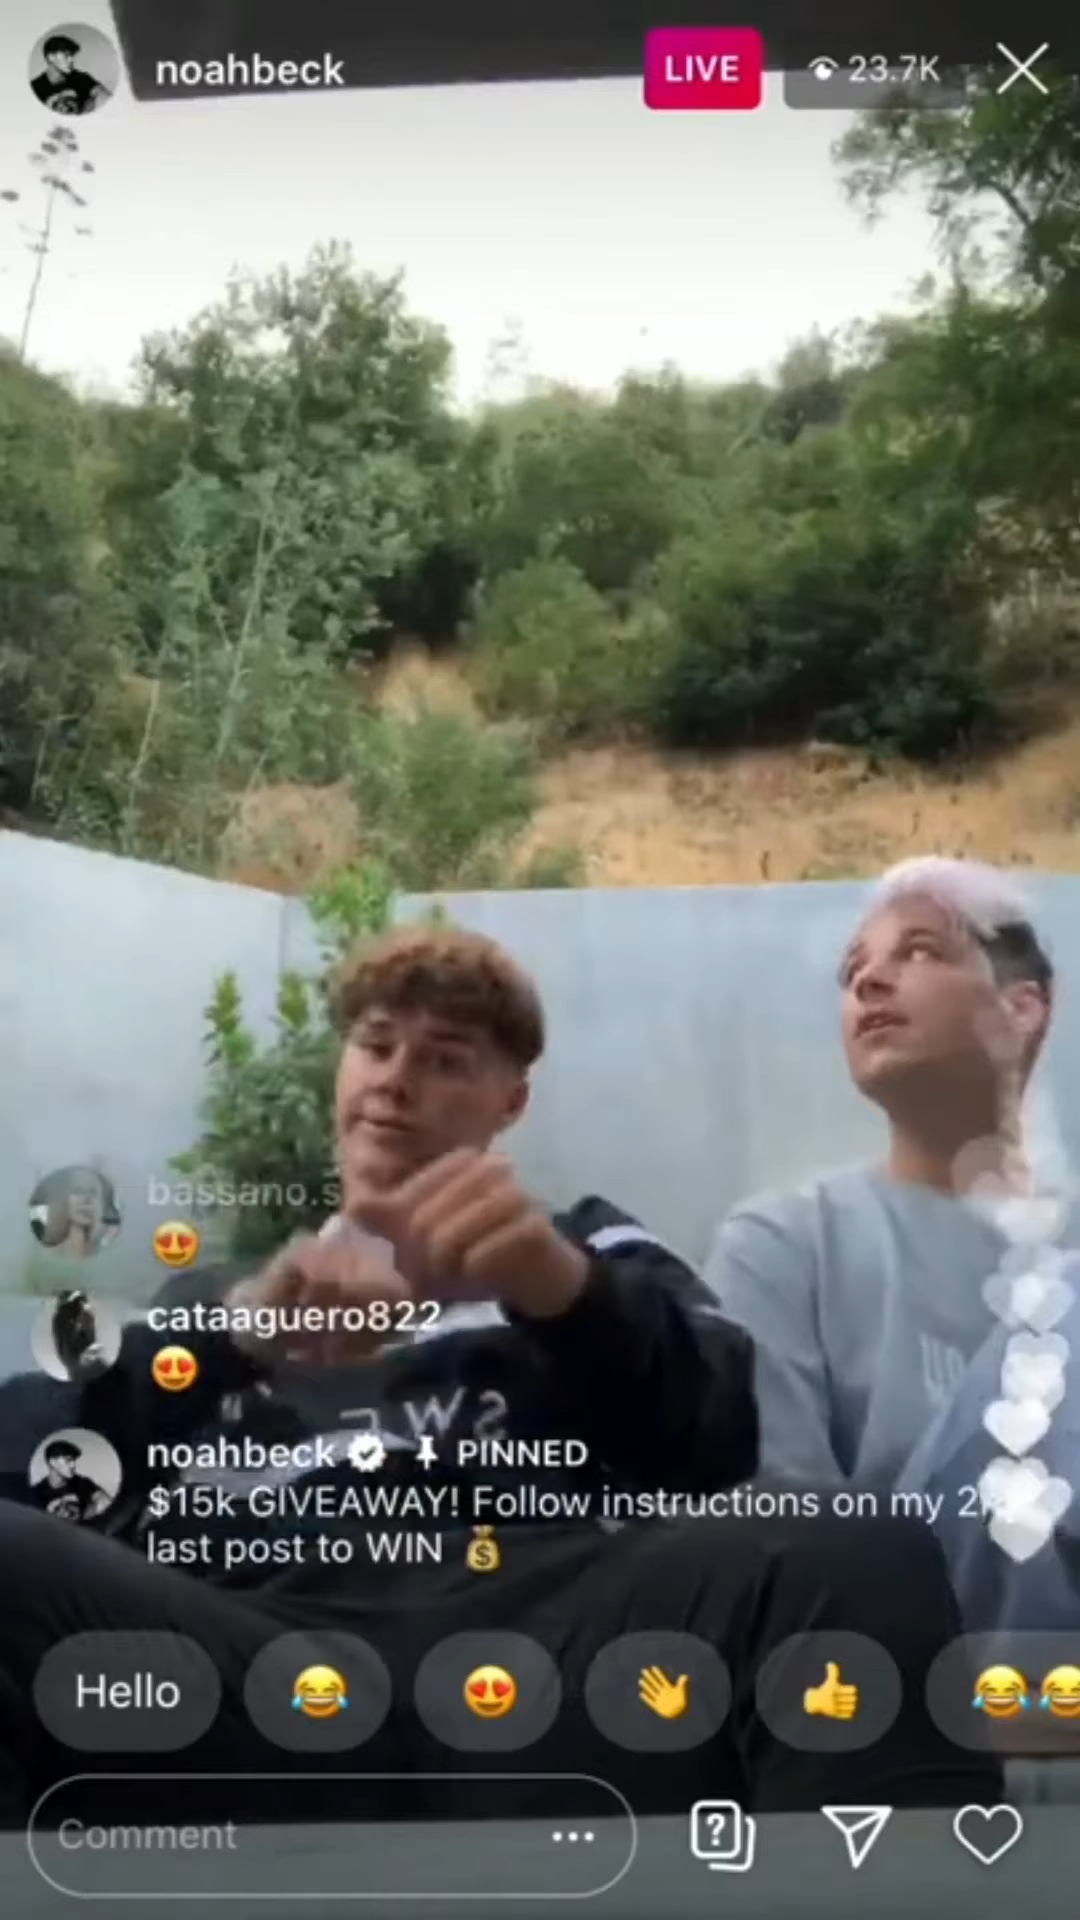 noahbeck
LIVE
23.7K
bassano.s
😍
cataaguero822
😍
noahbeck PINNED
$15k GIVEAWAY! Follow instructions on my
last post to WIN 💰
Hello
😂
😍
👋
👍
😂😂
Comment